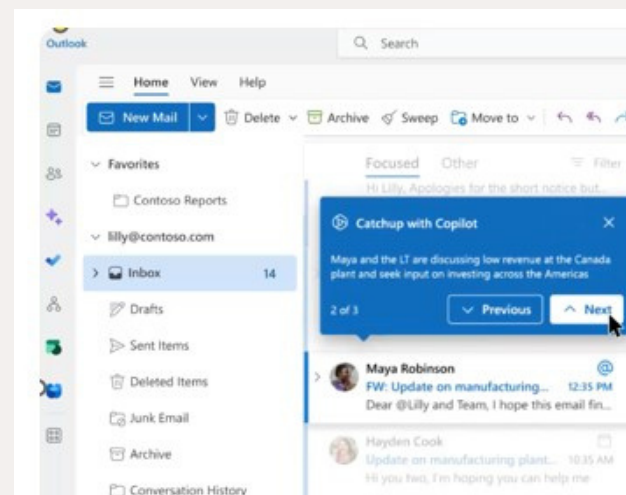 Outlook
Search
Home View Help
New Mail Delete Archive Sweep Move to
Favorites
Contoso Reports
lilly@contoso.com
Inbox 14
Drafts
Sent Items
Deleted Items
Junk Email
Archive
Conversation History
Focused Other Filter
Hi Lilly, Apologies for the short notice but...
Catchup with Copilot
Maya and the LT are discussing low revenue at the Canada
plant and seek input on investing across the Americas
2 of 3 Previous Next
Maya Robinson @
FW: Update on manufacturing... 12:35 PM
Dear @Lilly and Team, I hope this email fin...
Hayden Cook
Update on manufacturing plant... 10:35 AM
Hi you two, I'm hoping you can help me